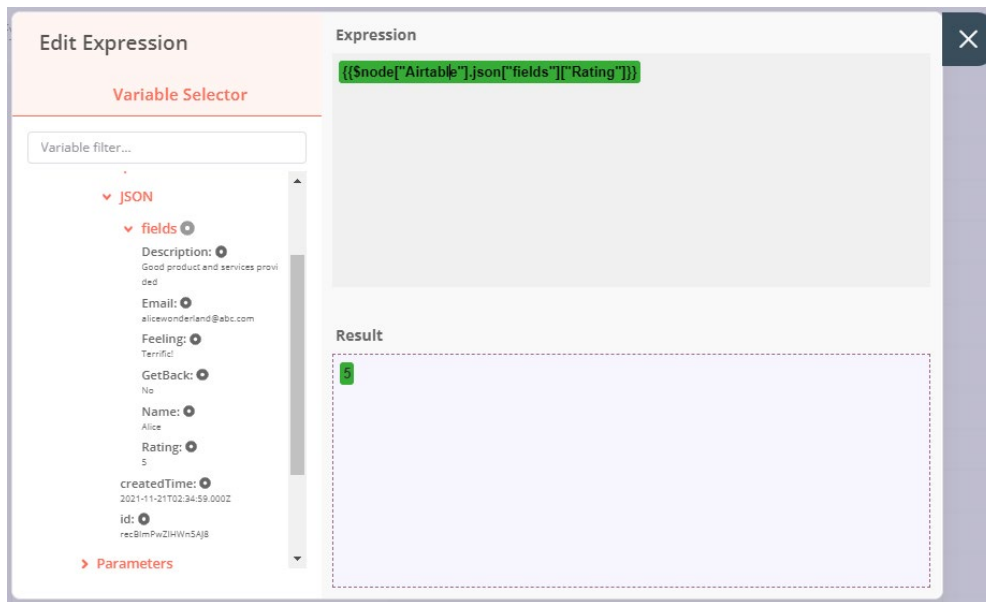 Edit Expression
Variable Selector
Variable filter...
JSON
fields
Description:
Good product and services provi
ded
Email:
alicewonderland@abc.com
Feeling:
Terrific!
GetBack:
No
Name:
Alice
Rating:
5
createdTime:
2021-11-21T02:34:59.000Z
id:
Parameters
Expression
{{$node["Airtable"].json["fields"]["Rating"]}}
Result
5